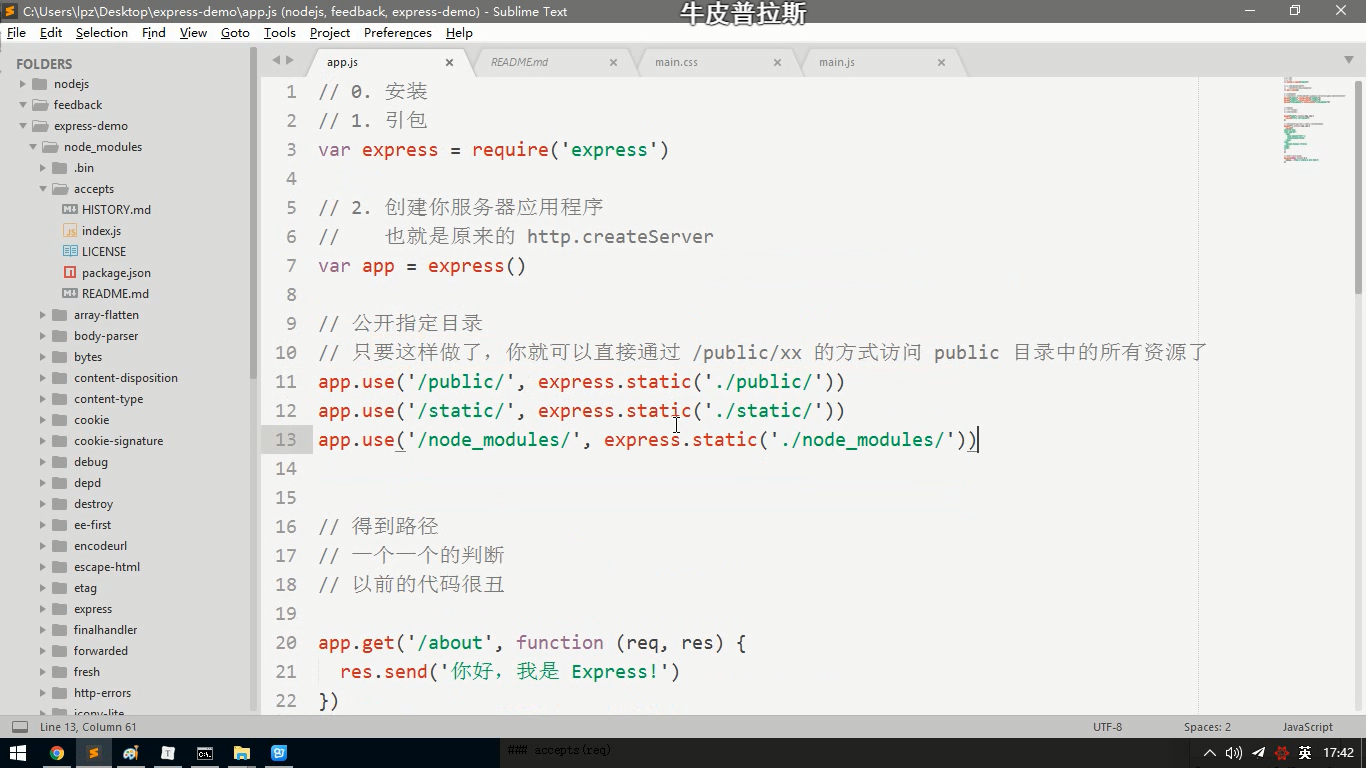 C:\Users\lpz\Desktop\express-demo\app.js (nodejs, feedback, express-demo) - Sublime Text
牛皮普拉斯
File Edit Selection Find View Goto Tools Project Preferences Help
FOLDERS
nodejs
feedback
express-demo
node_modules
.bin
accepts
HISTORY.md
index.js
LICENSE
package.json
README.md
array-flatten
body-parser
bytes
content-disposition
content-type
cookie
cookie-signature
debug
depd
destroy
ee-first
encodeurl
escape-html
etag
express
finalhandler
forwarded
fresh
http-errors
iconv-lite
app.js README.md main.css main.js
1 // 0. 安装
2 // 1. 引包
3 var express = require('express')
4
5 // 2. 创建你服务器应用程序
6 //    也就是原来的 http.createServer
7 var app = express()
8
9 // 公开指定目录
10 // 只要这样做了，你就可以直接通过 /public/xx 的方式访问 public 目录中的所有资源了
11 app.use('/public/', express.static('./public/'))
12 app.use('/static/', express.static('./static/'))
13 app.use('/node_modules/', express.static('./node_modules/'))
14
15
16 // 得到路径
17 // 一个一个的判断
18 // 以前的代码很丑
19
20 app.get('/about', function (req, res) {
21   res.send('你好，我是 Express!')
22 })
Line 13, Column 61 UTF-8 Spaces: 2 JavaScript
### accepts(req)
英 17:42